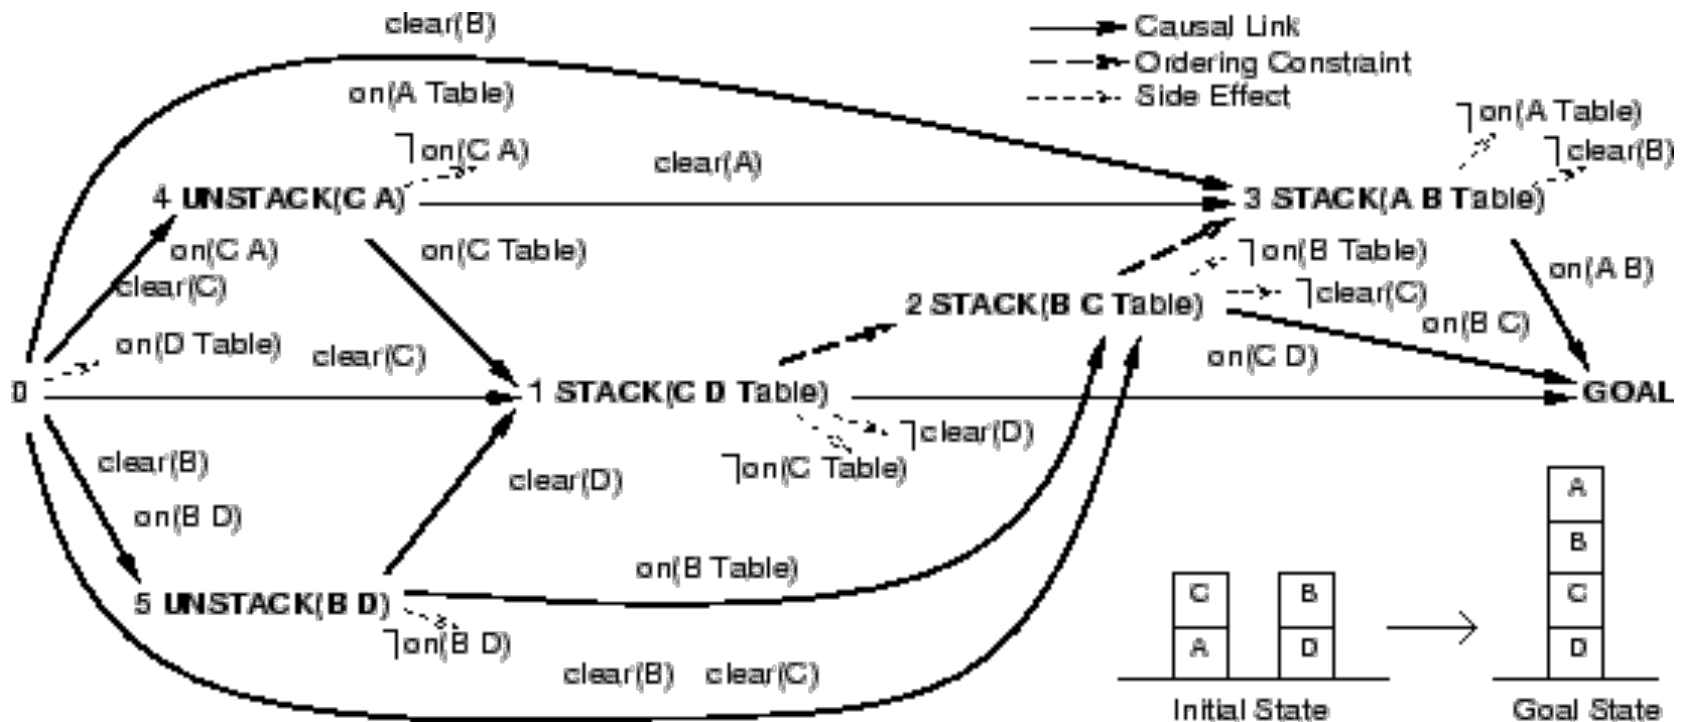 clear(B)
Causal Link
Ordering Constraint
Side Effect
on(A Table)
┐on(A Table)
┐on(C A)
clear(A)
┐clear(B)
4 UNSTACK(C A)
3 STACK(A B Table)
on(C A)
on(C Table)
┐on(B Table)
on(A B)
clear(C)
2 STACK(B C Table)
┐clear(C)
on(B C)
on(D Table)
clear(C)
on(C D)
0
1 STACK(C D Table)
GOAL
┐clear(D)
clear(B)
┐on(C Table)
clear(D)
on(B D)
on(B Table)
5 UNSTACK(B D)
┐on(B D)
clear(B) clear(C)
A
B
C
D
C
A
B
D
Initial State
Goal State